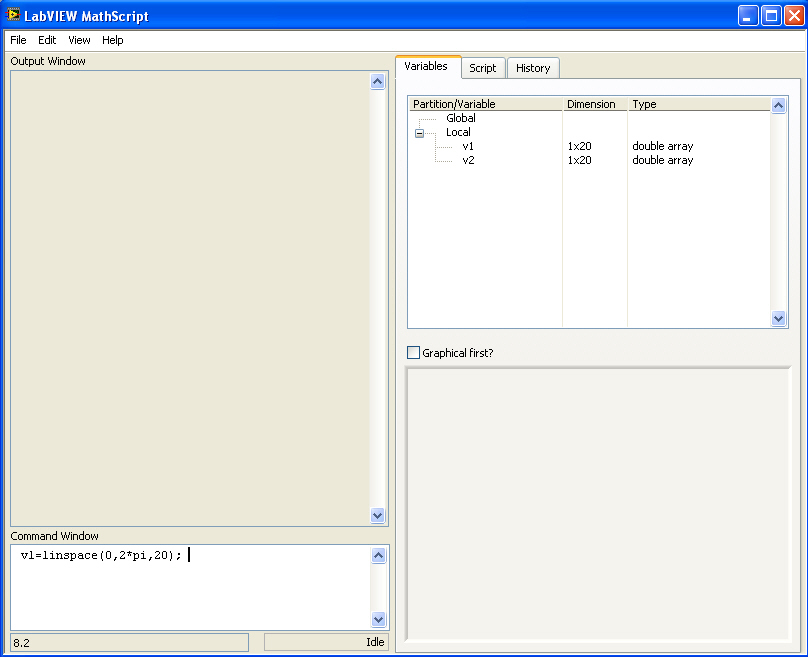 LabVIEW MathScript
File Edit View Help
Output Window
Variables Script History
Partition/Variable Dimension Type
Global
Local
v1 1x20 double array
v2 1x20 double array
Graphical first?
Command Window
v1=linspace(0,2*pi,20);
8.2 Idle